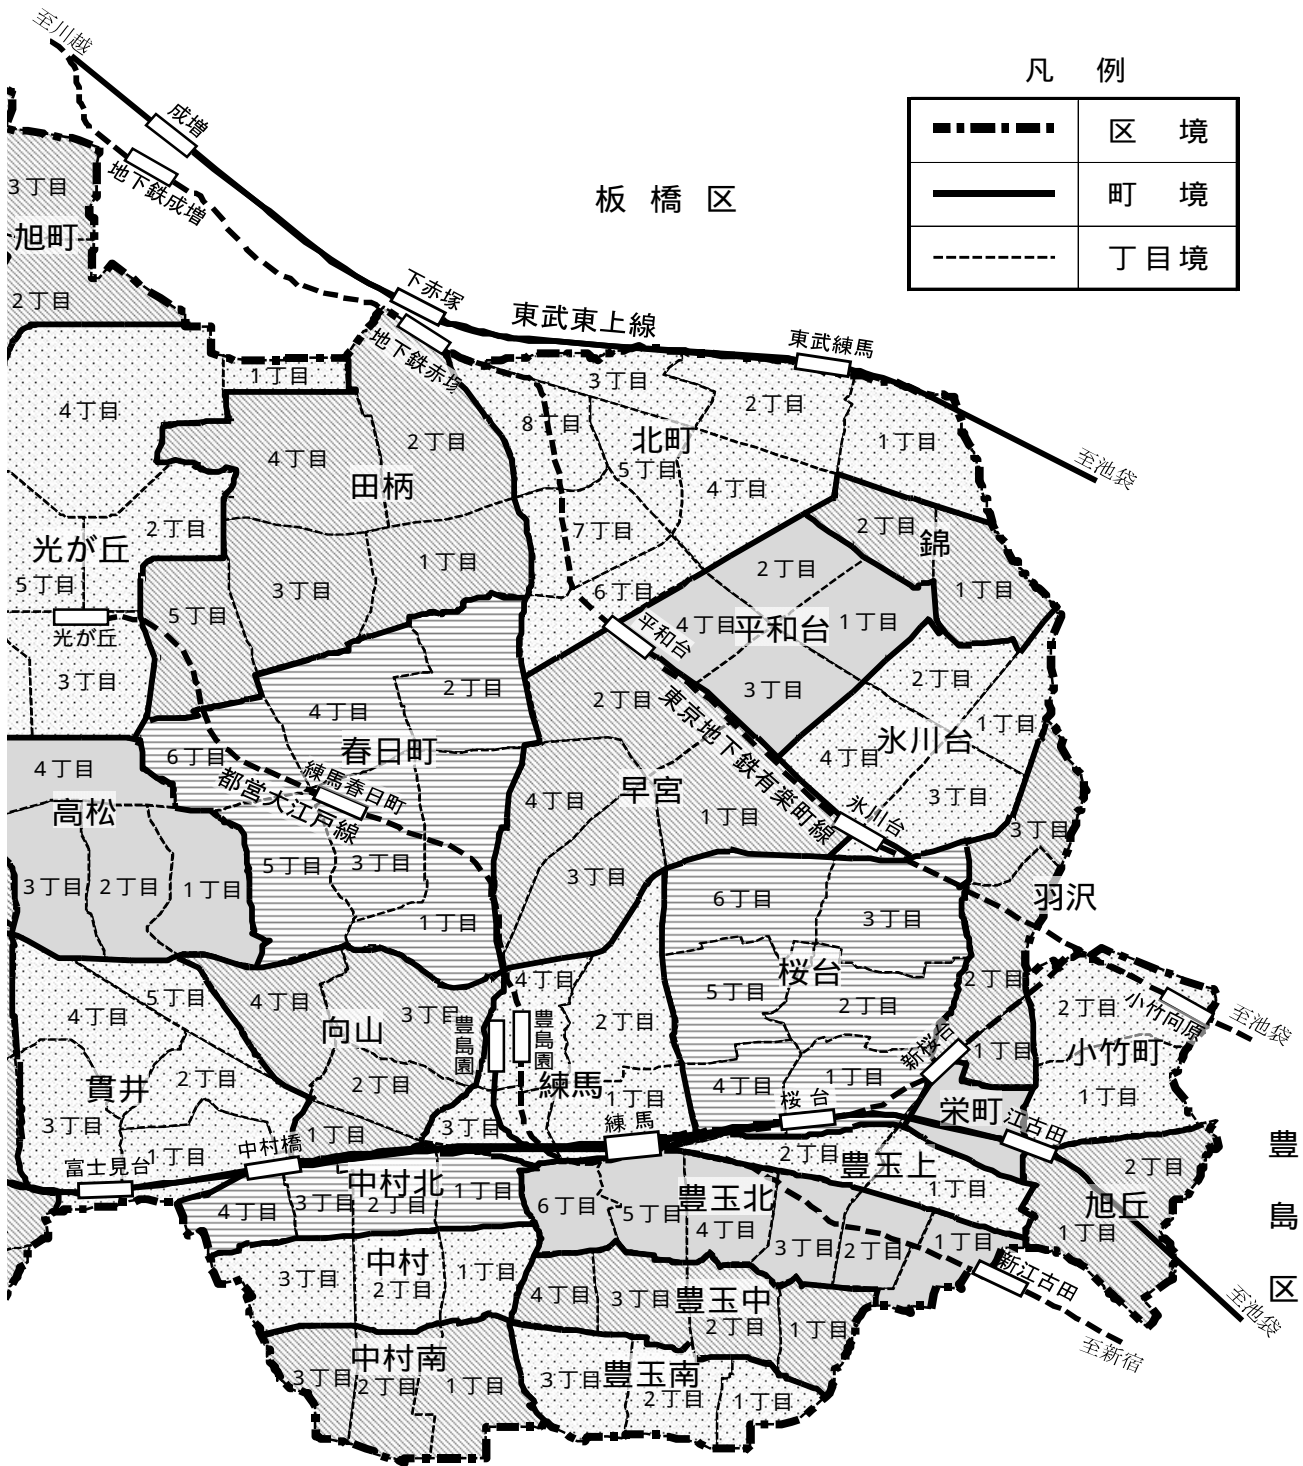 至川越
凡 例
区 境
町 境
丁目境
成増
地下鉄成増
板橋区
3丁目
旭町
2丁目
下赤塚
地下鉄赤塚
東武東上線
東武練馬
至池袋
1丁目
4丁目
光が丘
2丁目
5丁目
光が丘
3丁目
2丁目
4丁目
田柄
1丁目
3丁目
5丁目
3丁目
2丁目
8丁目
北町
1丁目
5丁目
4丁目
7丁目
6丁目
2丁目
錦
1丁目
2丁目
4丁目
平和台
1丁目
平和台
3丁目
東京地下鉄有楽町線
2丁目
1丁目
氷川台
4丁目
3丁目
氷川台
2丁目
4丁目
春日町
6丁目
都営大江戸線
練馬春日町
5丁目
3丁目
1丁目
2丁目
早宮
4丁目
1丁目
3丁目
4丁目
高松
3丁目
2丁目
1丁目
3丁目
羽沢
2丁目
1丁目
6丁目
3丁目
桜台
5丁目
2丁目
4丁目
1丁目
新桜台
桜台
2丁目
小竹向原
至池袋
小竹町
1丁目
5丁目
4丁目
貫井
2丁目
3丁目
1丁目
富士見台
中村橋
4丁目
向山
3丁目
2丁目
1丁目
豊島園
豊島園
4丁目
2丁目
練馬
1丁目
3丁目
練馬
栄町
江古田
2丁目
豊玉上
1丁目
2丁目
旭丘
1丁目
豊島区
至池袋
中村北
1丁目
3丁目
2丁目
4丁目
中村
1丁目
3丁目
2丁目
中村南
3丁目
2丁目
1丁目
6丁目
5丁目
豊玉北
4丁目
3丁目
2丁目
1丁目
新江古田
至新宿
4丁目
3丁目
豊玉中
2丁目
1丁目
3丁目
豊玉南
2丁目
1丁目